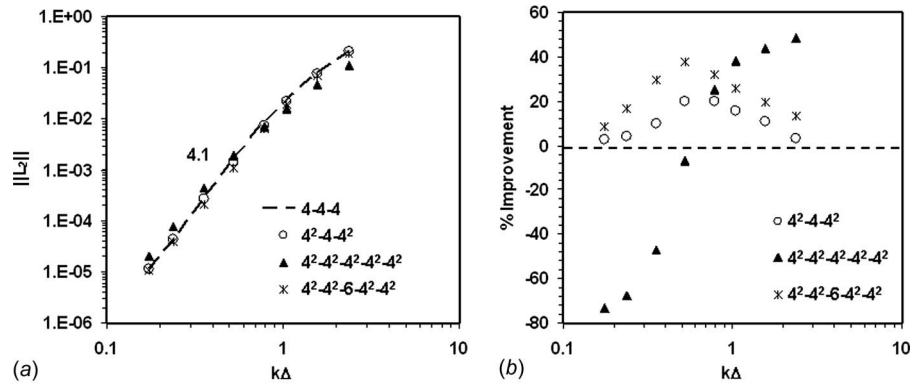 1.E+00
1.E-01
1.E-02
1.E-03
1.E-04
1.E-05
1.E-06
||L₂||
4.1
4-4-4
4²-4-4²
4²-4²-4²-4²-4²
4²-4²-6-4²-4²
0.1
1
10
kΔ
(a)
60
40
20
0
-20
-40
-60
-80
%Improvement
4²-4-4²
4²-4²-4²-4²-4²
4²-4²-6-4²-4²
0.1
1
10
kΔ
(b)